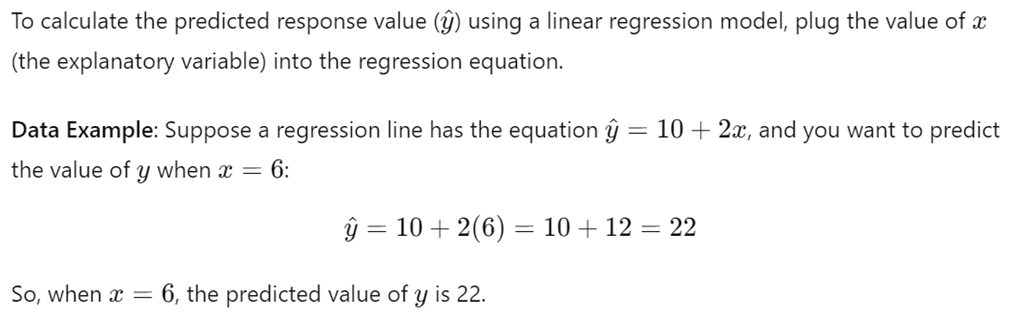 To calculate the predicted response value (ŷ) using a linear regression model, plug the value of x
(the explanatory variable) into the regression equation.
Data Example: Suppose a regression line has the equation ŷ = 10 + 2x, and you want to predict
the value of y when x = 6:
ŷ = 10 + 2(6) = 10 + 12 = 22
So, when x = 6, the predicted value of y is 22.